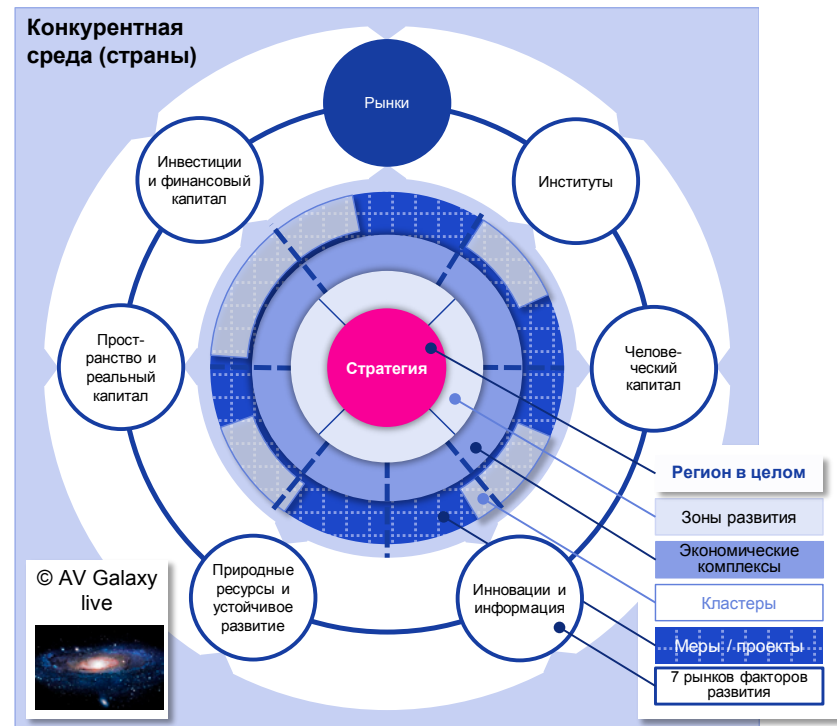 Конкурентная
среда (страны)
Рынки
Инвестиции
и финансовый
капитал
Институты
Прост-
ранство и
реальный
капитал
Стратегия
Челове-
ческий
капитал
Регион в целом
Зоны развития
Экономические
комплексы
Кластеры
Меры / проекты
7 рынков факторов
развития
Природные
ресурсы и
устойчивое
развитие
Инновации и
информация
© AV Galaxy
live